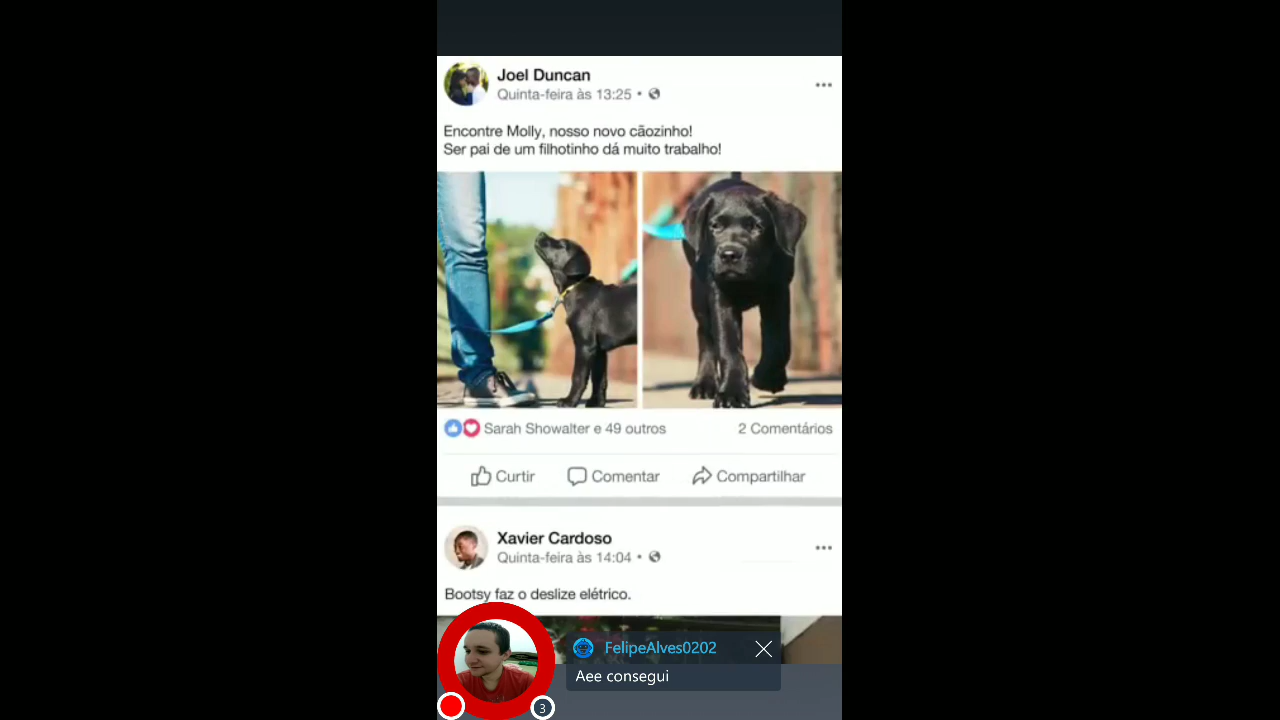 Joel Duncan
Quinta-feira às 13:25 •
Encontre Molly, nosso novo cãozinho!
Ser pai de um filhotinho dá muito trabalho!
Sarah Showalter e 49 outros
2 Comentários
Curtir
Comentar
Compartilhar
Xavier Cardoso
Quinta-feira às 14:04 •
Bootsy faz o deslize elétrico.
FelipeAlves0202
Aee consegui
3